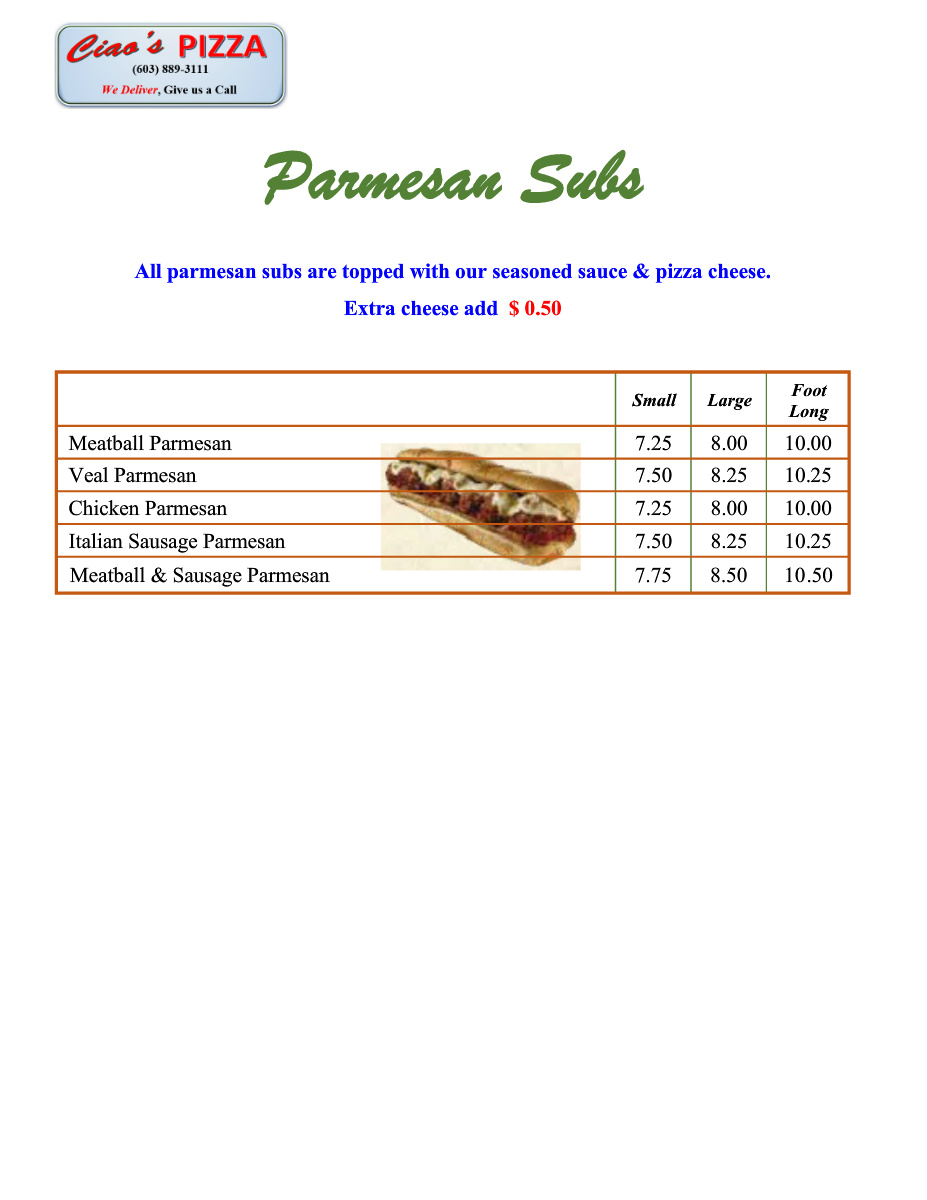 Ciao's PIZZA
(603) 889-3111
We Deliver, Give us a Call
Parmesan Subs
All parmesan subs are topped with our seasoned sauce & pizza cheese.
Extra cheese add $ 0.50
Small Large Foot Long
Meatball Parmesan 7.25 8.00 10.00
Veal Parmesan 7.50 8.25 10.25
Chicken Parmesan 7.25 8.00 10.00
Italian Sausage Parmesan 7.50 8.25 10.25
Meatball & Sausage Parmesan 7.75 8.50 10.50